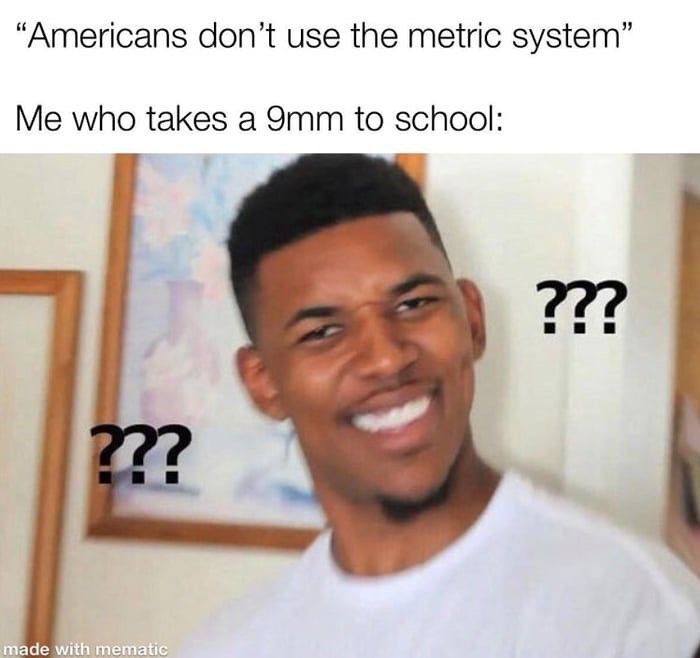 “Americans don’t use the metric system”
Me who takes a 9mm to school:
???
???
made with mematic